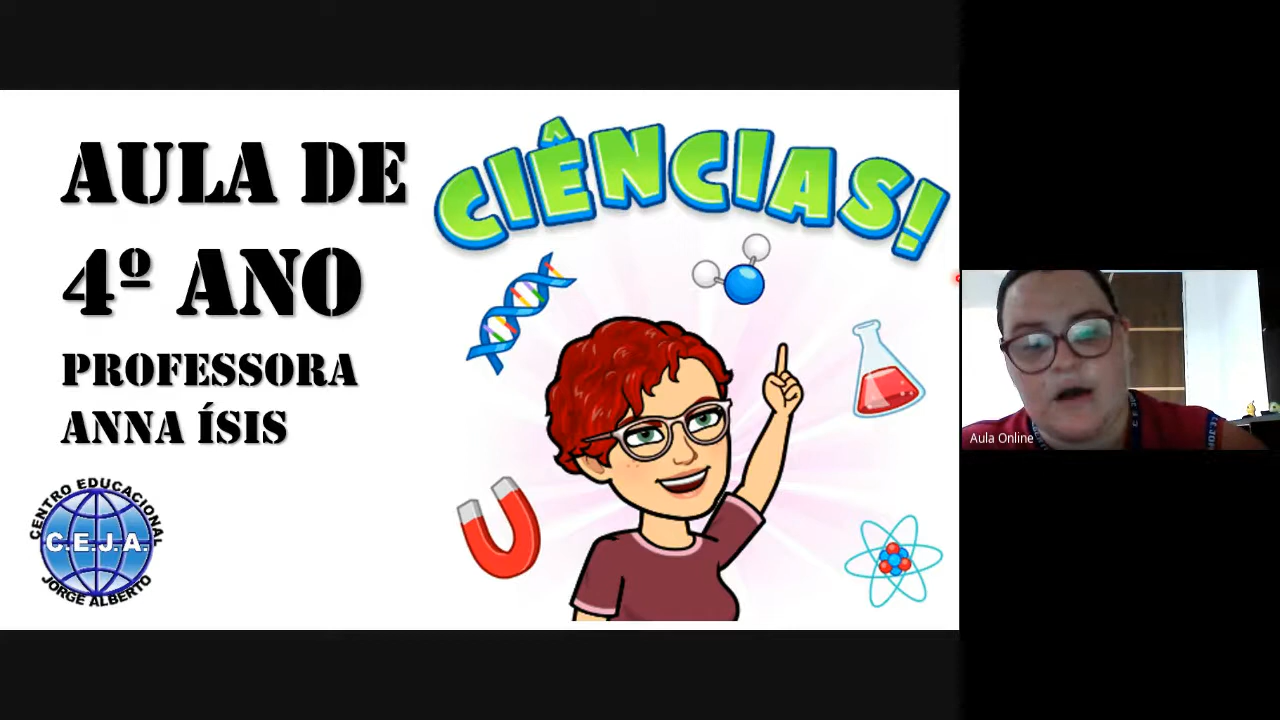 AULA DE
4º ANO
PROFESSORA
ANNA ÍSIS
CIÊNCIAS!
CENTRO EDUCACIONAL
C.E.J.A.
JORGE ALBERTO
Aula Online